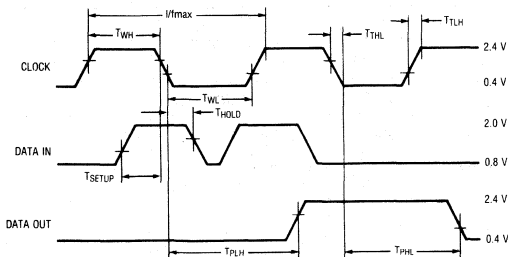 l/fmax
TWH
TTHL
TTLH
CLOCK
2.4 V
0.4 V
TWL
THOLD
DATA IN
2.0 V
0.8 V
TSETUP
DATA OUT
2.4 V
0.4 V
TPLH
TPHL